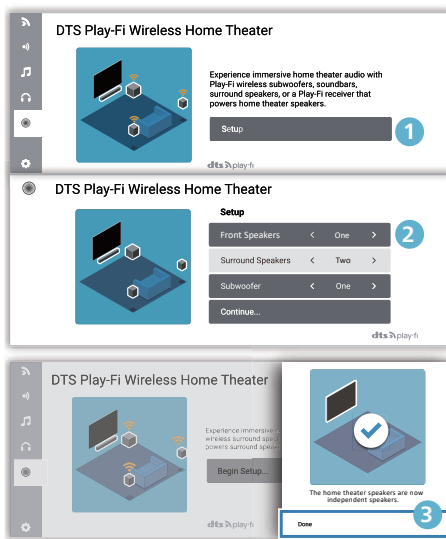 DTS Play-Fi Wireless Home Theater
Experience immersive home theater audio with
Play-Fi wireless subwoofers, soundbars,
surround speakers, or a Play-Fi receiver that
powers home theater speakers.
Setup
1
dts play-fi
DTS Play-Fi Wireless Home Theater
Setup
Front Speakers < One >
2
Surround Speakers < Two >
Subwoofer < One >
Continue...
dts play-fi
DTS Play-Fi Wireless Home Theater
Experience immersive
wireless surround
powers surround
Begin Setup...
dts play-fi
The home theater speakers are now
independent speakers.
3
Done